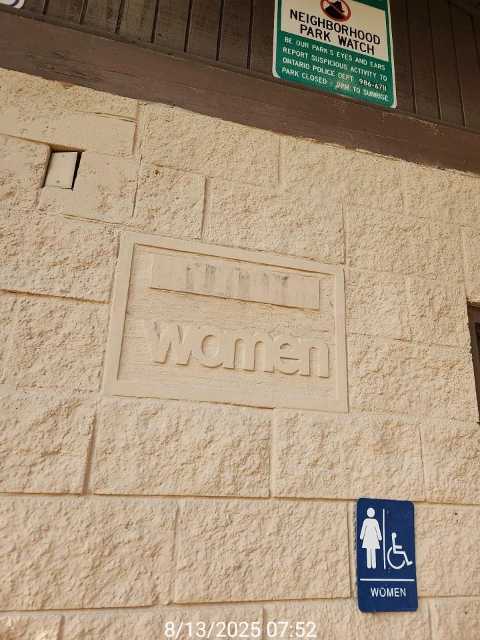 NEIGHBORHOOD
PARK WATCH
BE OUR PARK'S EYES AND EARS
REPORT SUSPICIOUS ACTIVITY TO
ONTARIO POLICE DEPT. 986-6711
PARK CLOSED - PM TO SUNRISE
women
WOMEN
8/13/2025 07:52